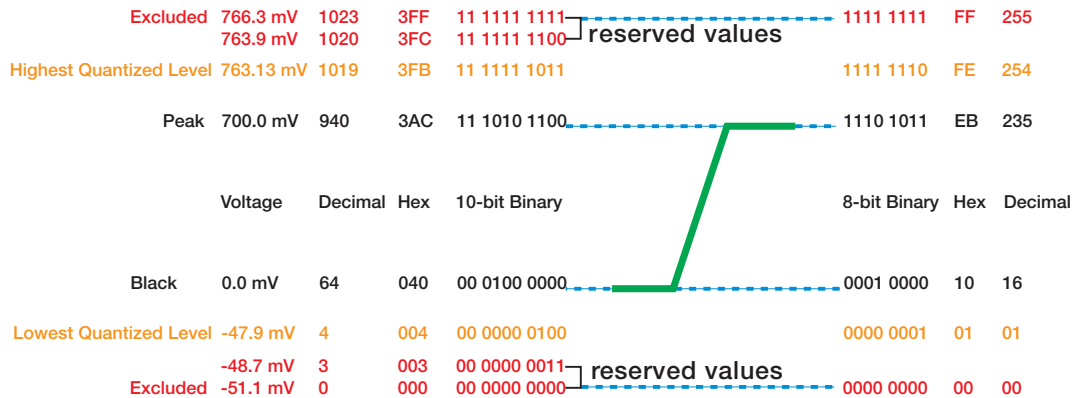 Excluded 766.3 mV 1023 3FF 11 1111 1111 1111 1111 FF 255
763.9 mV 1020 3FC 11 1111 1100 reserved values
Highest Quantized Level 763.13 mV 1019 3FB 11 1111 1011 1111 1110 FE 254
Peak 700.0 mV 940 3AC 11 1010 1100 1110 1011 EB 235
Voltage Decimal Hex 10-bit Binary 8-bit Binary Hex Decimal
Black 0.0 mV 64 040 00 0100 0000 0001 0000 10 16
Lowest Quantized Level -47.9 mV 4 004 00 0000 0100 0000 0001 01 01
-48.7 mV 3 003 00 0000 0011 reserved values
Excluded -51.1 mV 0 000 00 0000 0000 0000 0000 00 00